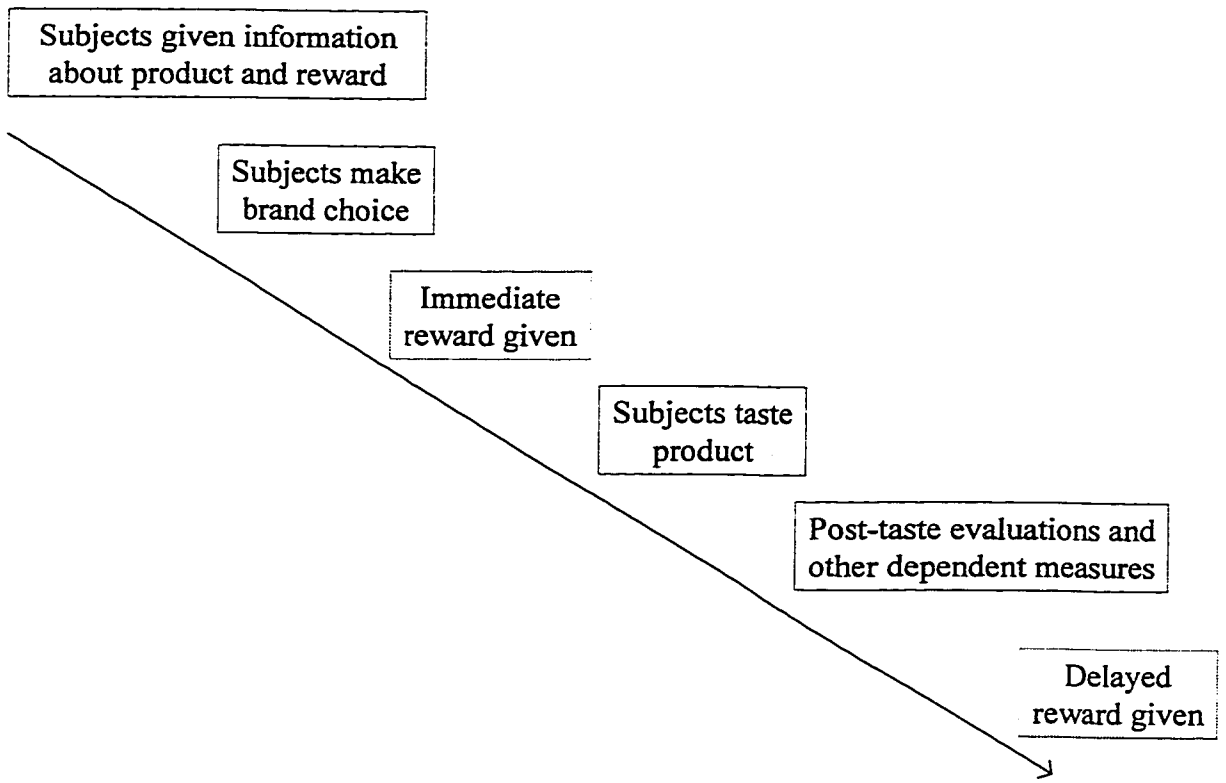 Subjects given information
about product and reward
Subjects make
brand choice
Immediate
reward given
Subjects taste
product
Post-taste evaluations and
other dependent measures
Delayed
reward given